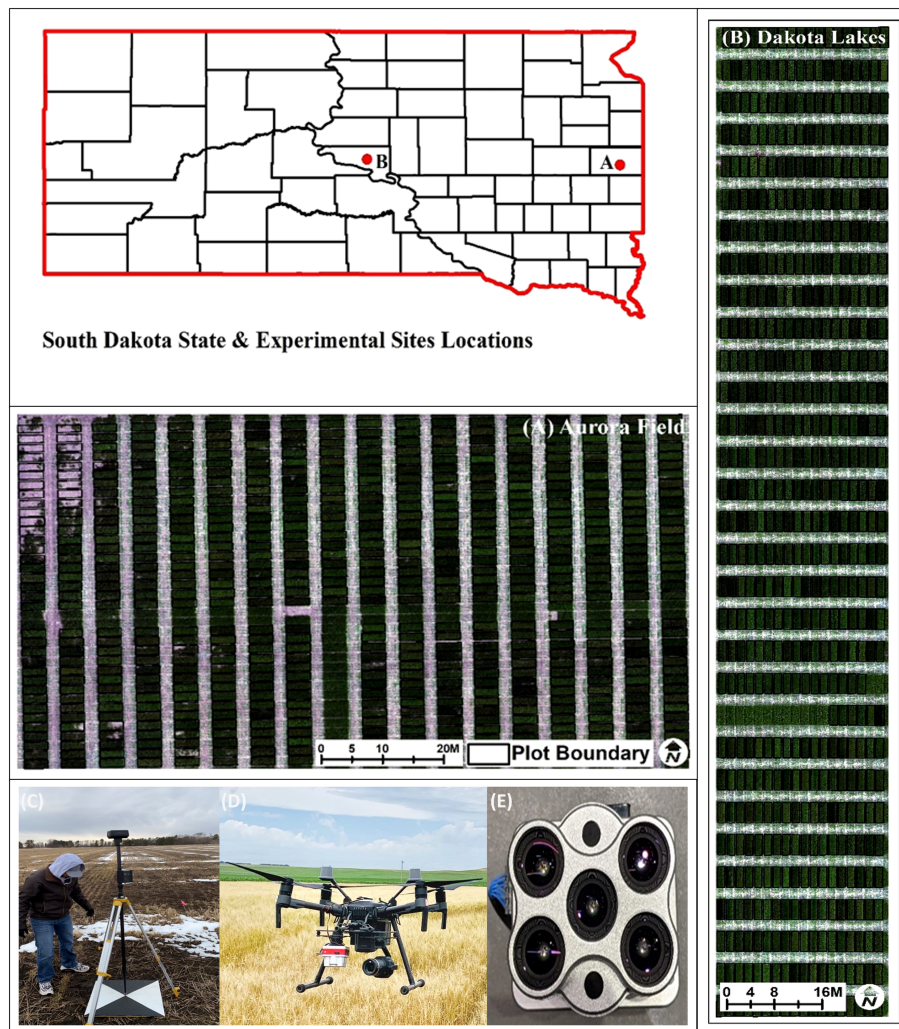 B
A
South Dakota State & Experimental Sites Locations
(A) Aurora Field
0 5 10 20M
Plot Boundary
N
(C)
(D)
(E)
(B) Dakota Lakes
0 4 8 16M
N